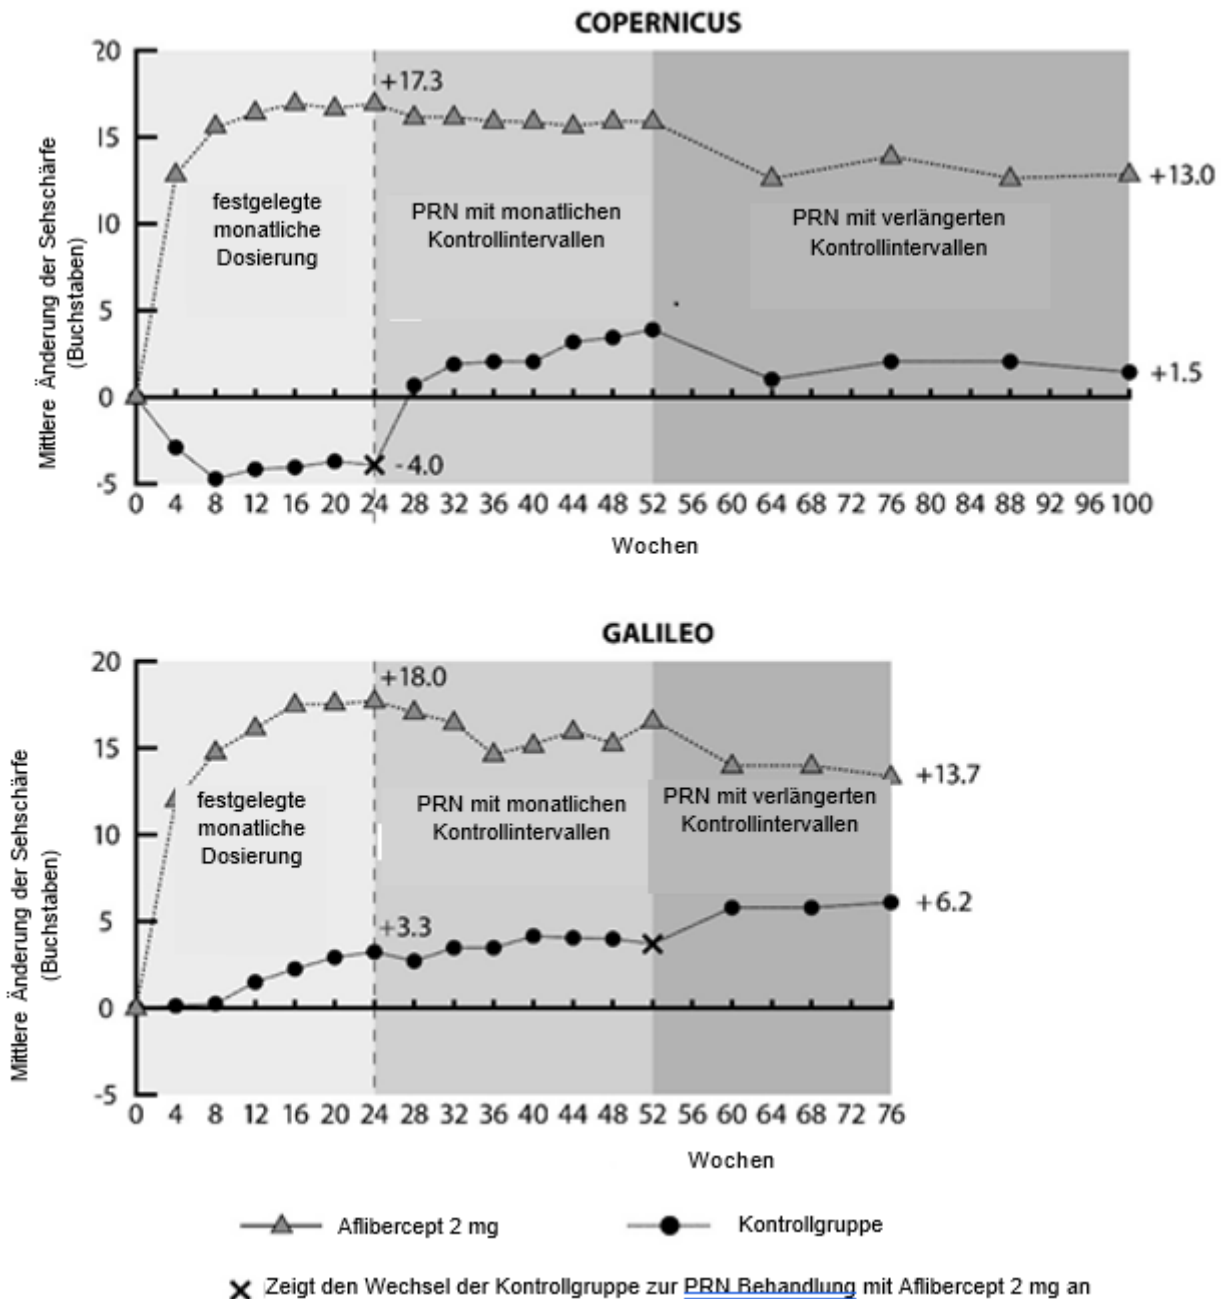 COPERNICUS
Mittlere Änderung der Sehschärfe
(Buchstaben)
20
15
10
5
0
-5
+17.3
festgelegte
monatliche
Dosierung
PRN mit monatlichen
Kontrollintervallen
PRN mit verlängerten
Kontrollintervallen
+13.0
+1.5
-4.0
0 4 8 12 16 20 24 28 32 36 40 44 48 52 56 60 64 68 72 76 80 84 88 92 96 100
Wochen
GALILEO
Mittlere Änderung der Sehschärfe
(Buchstaben)
20
15
10
5
0
-5
+18.0
festgelegte
monatliche
Dosierung
PRN mit monatlichen
Kontrollintervallen
PRN mit verlängerten
Kontrollintervallen
+13.7
+3.3
+6.2
0 4 8 12 16 20 24 28 32 36 40 44 48 52 56 60 64 68 72 76
Wochen
Aflibercept 2 mg
Kontrollgruppe
Zeigt den Wechsel der Kontrollgruppe zur PRN Behandlung mit Aflibercept 2 mg an